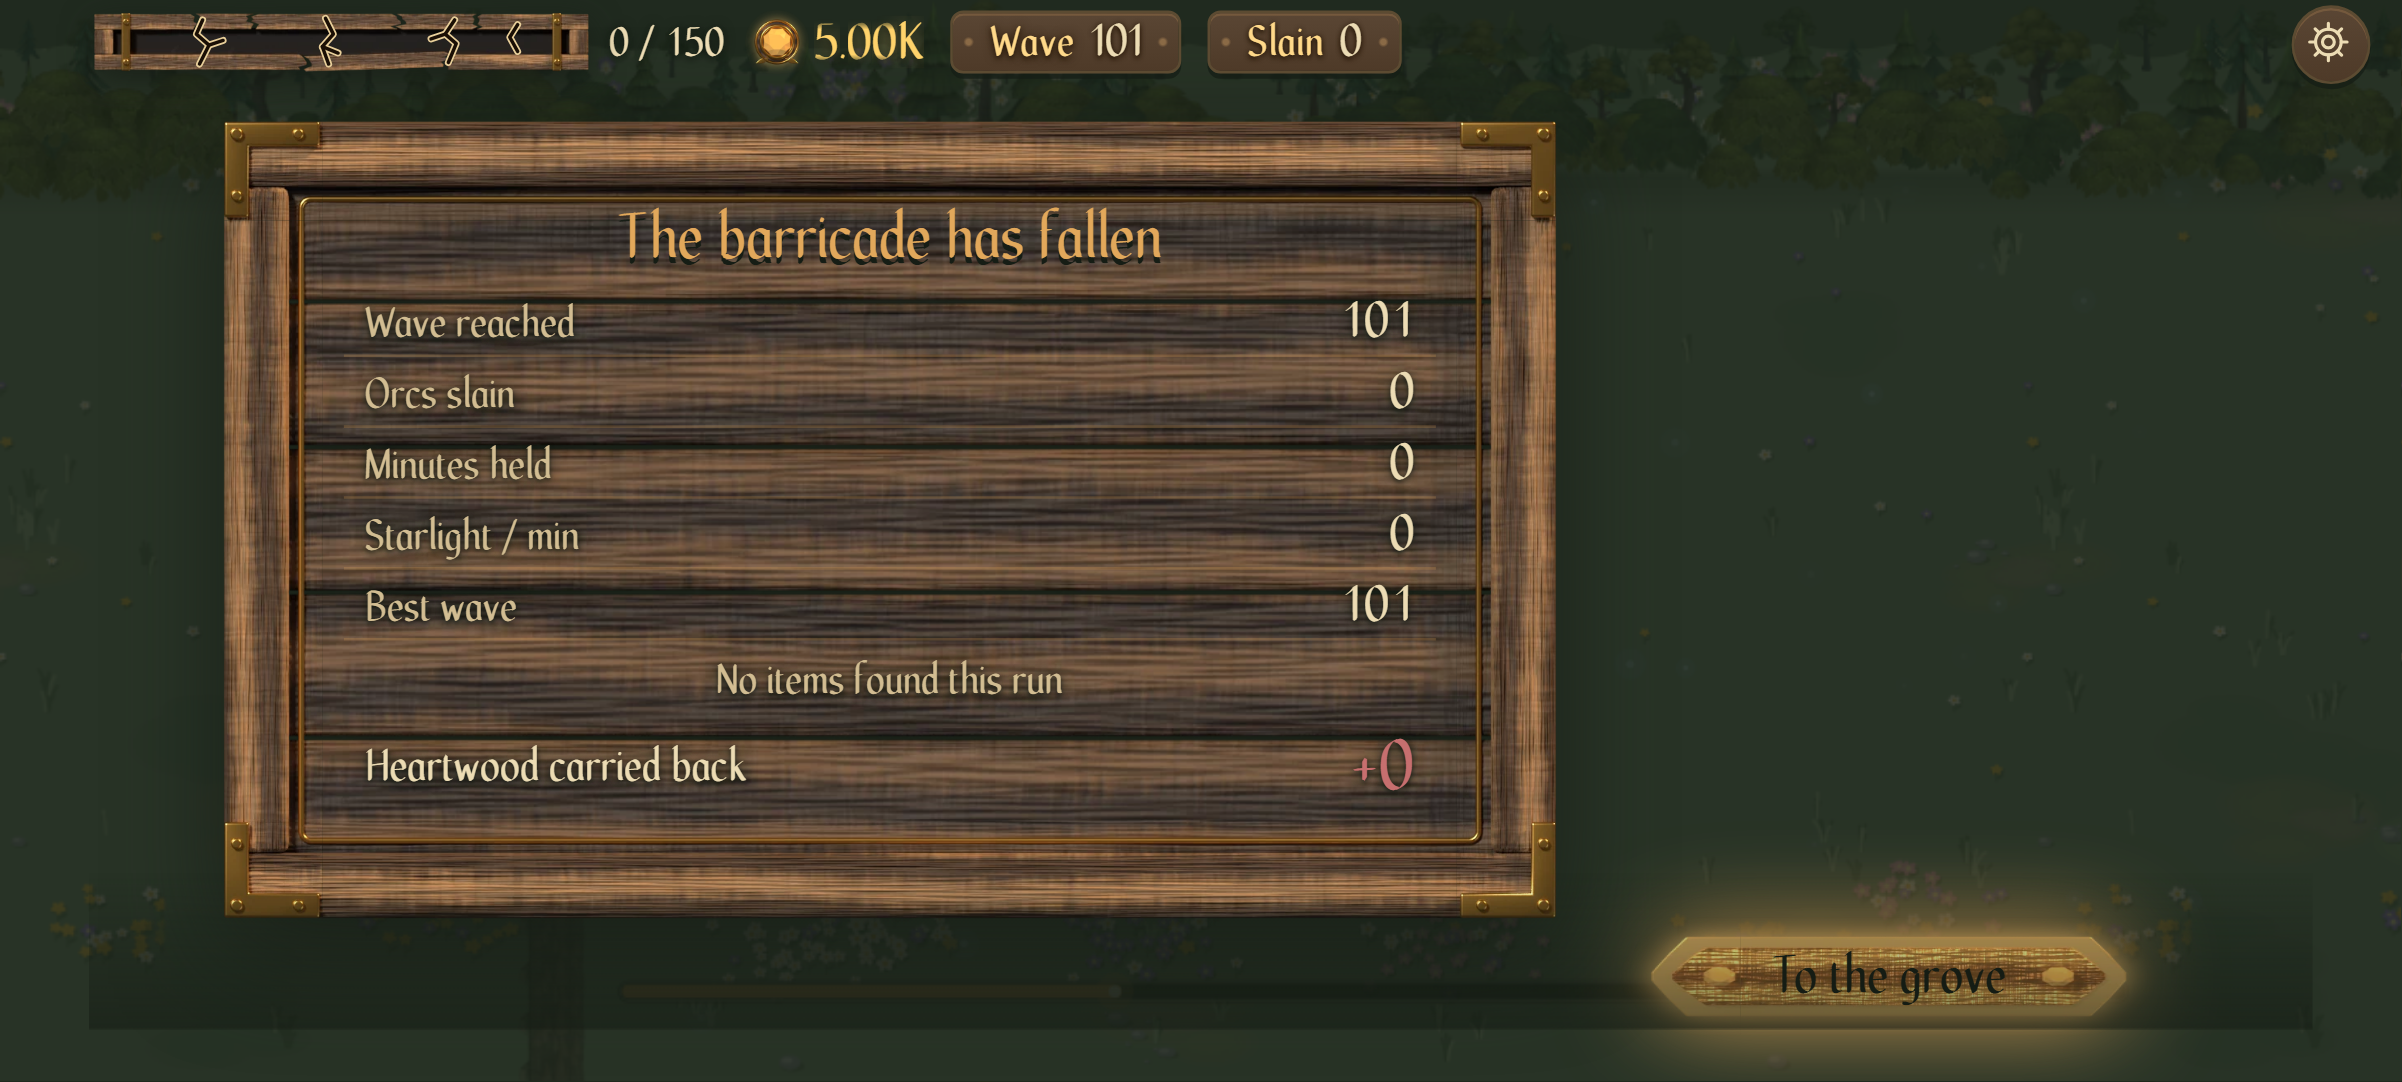 0 / 150 5.00K Wave 101 Slain 0
The barricade has fallen
Wave reached 101
Orcs slain 0
Minutes held 0
Starlight / min 0
Best wave 101
No items found this run
Heartwood carried back +0
To the grove